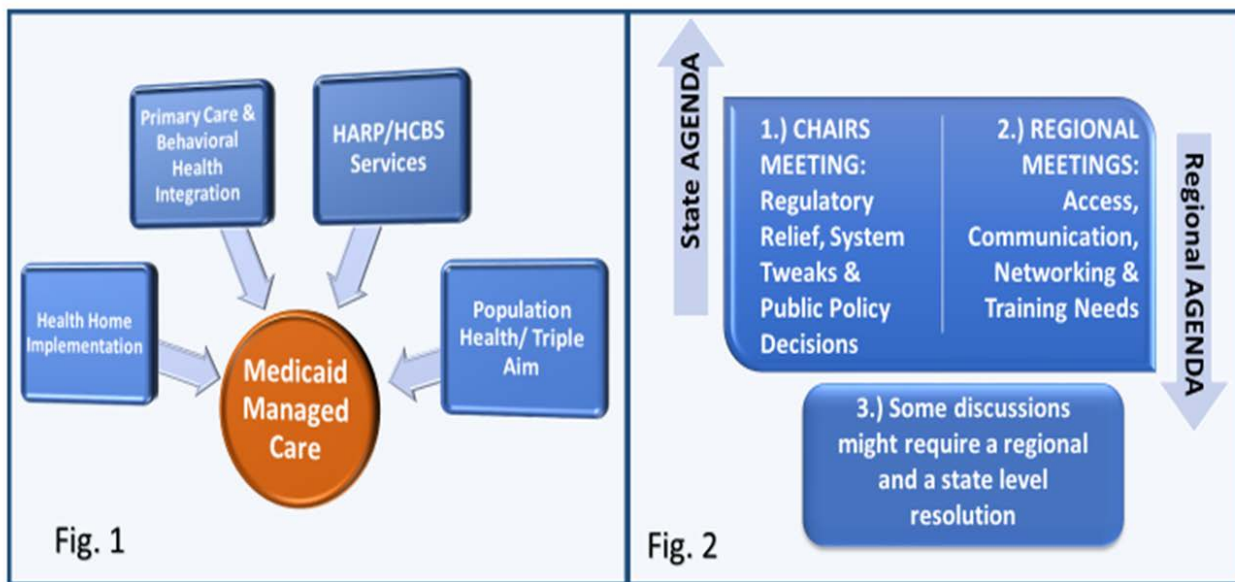 Primary Care &
Behavioral
Health
Integration
HARP/HCBS
Services
Health Home
Implementation
Population
Health/ Triple
Aim
Medicaid
Managed
Care
Fig. 1
State AGENDA
1.) CHAIRS
MEETING:
Regulatory
Relief, System
Tweaks &
Public Policy
Decisions
2.) REGIONAL
MEETINGS:
Access,
Communication,
Networking &
Training Needs
Regional AGENDA
3.) Some discussions
might require a regional
and a state level
resolution
Fig. 2